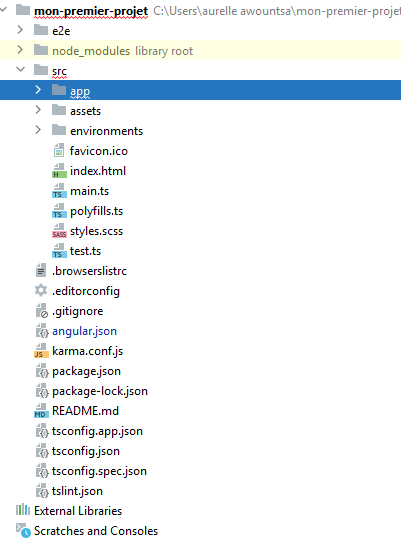 mon-premier-projet C:\Users\aurelle awountsa\mon-premier-projet
e2e
node_modules library root
src
app
assets
environments
favicon.ico
index.html
main.ts
polyfills.ts
styles.scss
test.ts
.browserslistrc
.editorconfig
.gitignore
angular.json
karma.conf.js
package.json
package-lock.json
README.md
tsconfig.app.json
tsconfig.json
tsconfig.spec.json
tslint.json
External Libraries
Scratches and Consoles